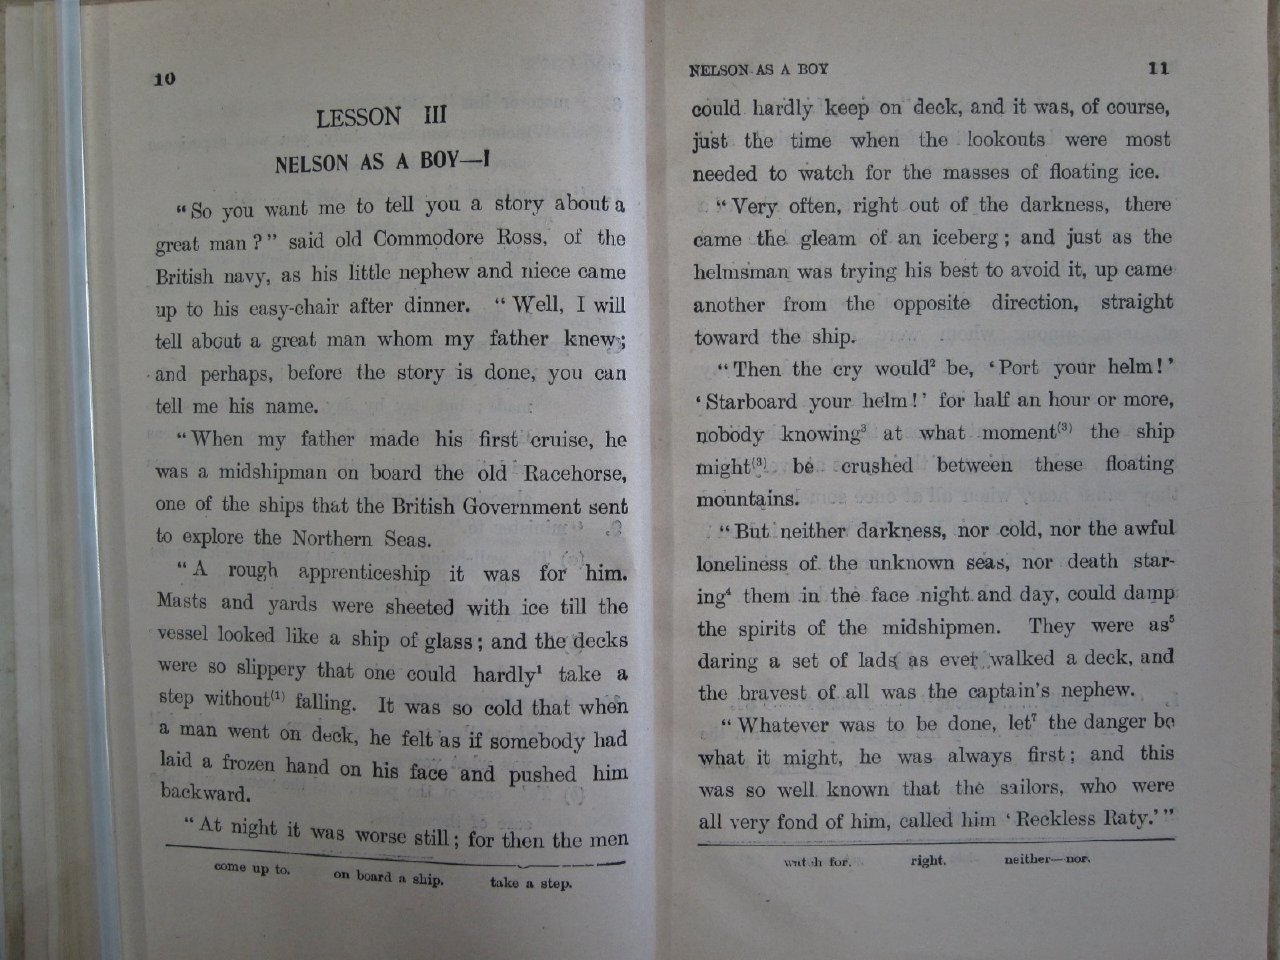 10
LESSON III
NELSON AS A BOY—I
“So you want me to tell you a story about a
great man?” said old Commodore Ross, of the
British navy, as his little nephew and niece came
up to his easy-chair after dinner. “Well, I will
tell about a great man whom my father knew;
and perhaps, before the story is done, you can
tell me his name.
“When my father made his first cruise, he
was a midshipman on board the old Racehorse,
one of the ships that the British Government sent
to explore the Northern Seas.
“A rough apprenticeship it was for him.
Masts and yards were sheeted with ice till the
vessel looked like a ship of glass; and the decks
were so slippery that one could hardly¹ take a
step without⁽¹⁾ falling. It was so cold that when
a man went on deck, he felt as if somebody had
laid a frozen hand on his face and pushed him
backward.
“At night it was worse still; for then the men
come up to. on board a ship. take a step.
NELSON AS A BOY 11
could hardly keep on deck, and it was, of course,
just the time when the lookouts were most
needed to watch for the masses of floating ice.
“Very often, right out of the darkness, there
came the gleam of an iceberg; and just as the
helmsman was trying his best to avoid it, up came
another from the opposite direction, straight
toward the ship.
“Then the cry would² be, ‘Port your helm!’
‘Starboard your helm!’ for half an hour or more,
nobody knowing³ at what moment⁽³⁾ the ship
might⁽³⁾ be crushed between these floating
mountains.
“But neither darkness, nor cold, nor the awful
loneliness of the unknown seas, nor death star-
ing⁴ them in the face night and day, could damp
the spirits of the midshipmen. They were as⁵
daring a set of lads as ever walked a deck, and
the bravest of all was the captain’s nephew.
“Whatever was to be done, let⁷ the danger be
what it might, he was always first; and this
was so well known that the sailors, who were
all very fond of him, called him ‘Reckless Raty.’”
watch for. right. neither—nor.